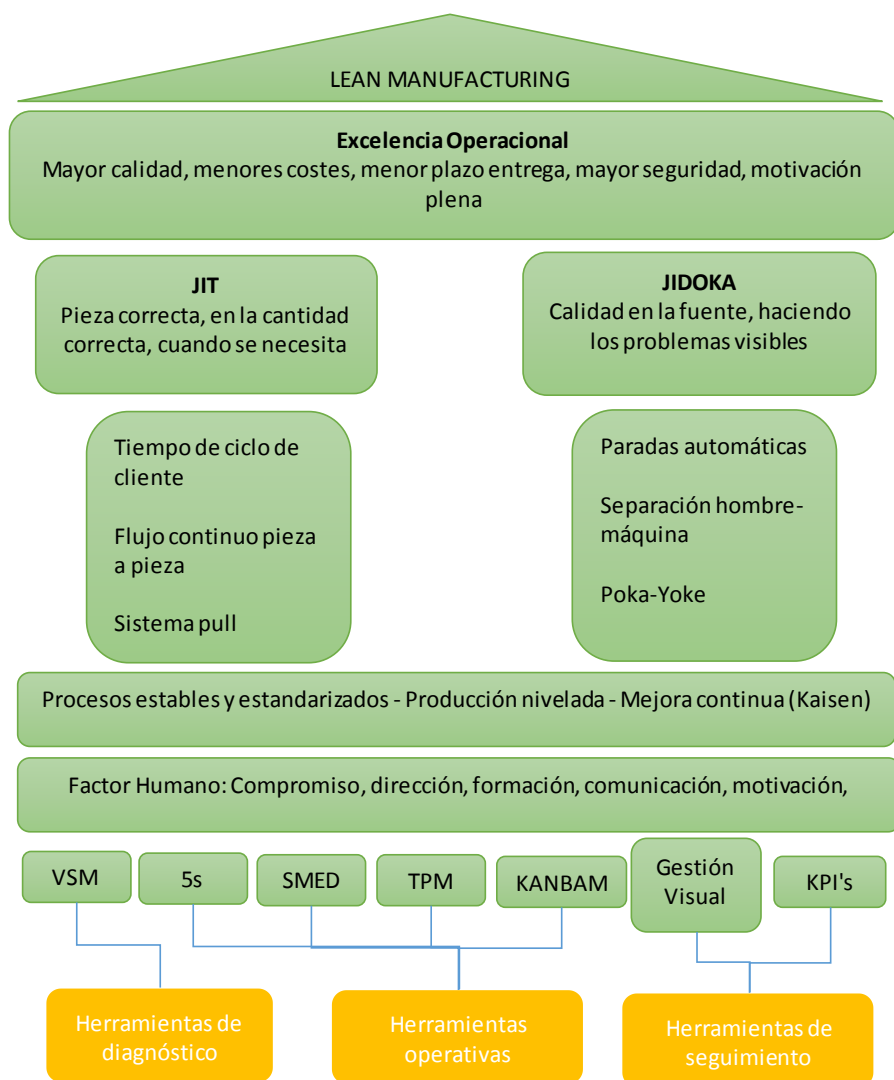 LEAN MANUFACTURING
Excelencia Operacional
Mayor calidad, menores costes, menor plazo entrega, mayor seguridad, motivación
plena
JIT
Pieza correcta, en la cantidad
correcta, cuando se necesita
JIDOKA
Calidad en la fuente, haciendo
los problemas visibles
Tiempo de ciclo de
cliente
Flujo continuo pieza
a pieza
Sistema pull
Paradas automáticas
Separación hombre-
máquina
Poka-Yoke
Procesos estables y estandarizados - Producción nivelada - Mejora continua (Kaisen)
Factor Humano: Compromiso, dirección, formación, comunicación, motivación,
VSM
5s
SMED
TPM
KANBAM
Gestión
Visual
KPI's
Herramientas de
diagnóstico
Herramientas
operativas
Herramientas de
seguimiento